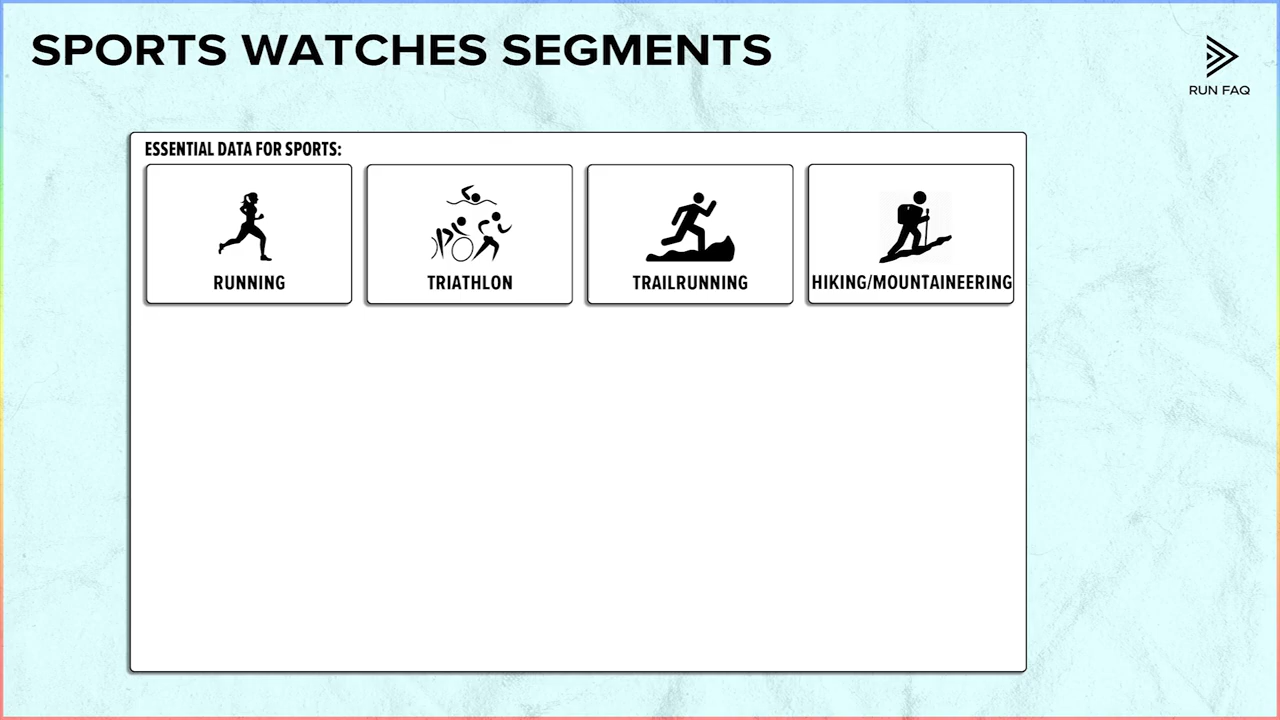 SPORTS WATCHES SEGMENTS
RUN FAQ
ESSENTIAL DATA FOR SPORTS:
RUNNING
TRIATHLON
TRAILRUNNING
HIKING/MOUNTAINEERING